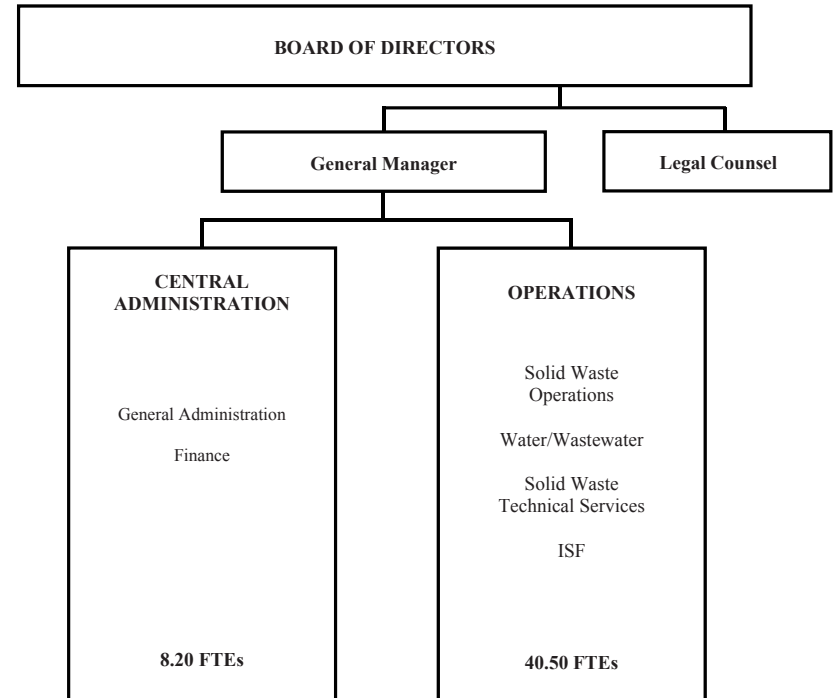 BOARD OF DIRECTORS
General Manager
Legal Counsel
CENTRAL
ADMINISTRATION
General Administration
Finance
8.20 FTEs
OPERATIONS
Solid Waste
Operations
Water/Wastewater
Solid Waste
Technical Services
ISF
40.50 FTEs